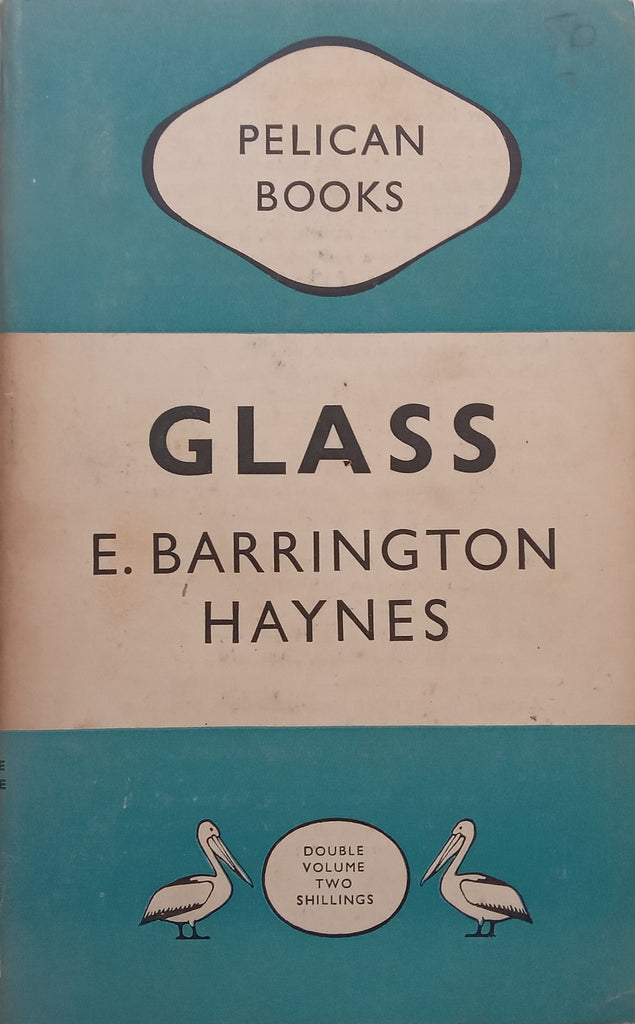 PELICAN
BOOKS
GLASS
E. BARRINGTON
HAYNES
DOUBLE
VOLUME
TWO
SHILLINGS